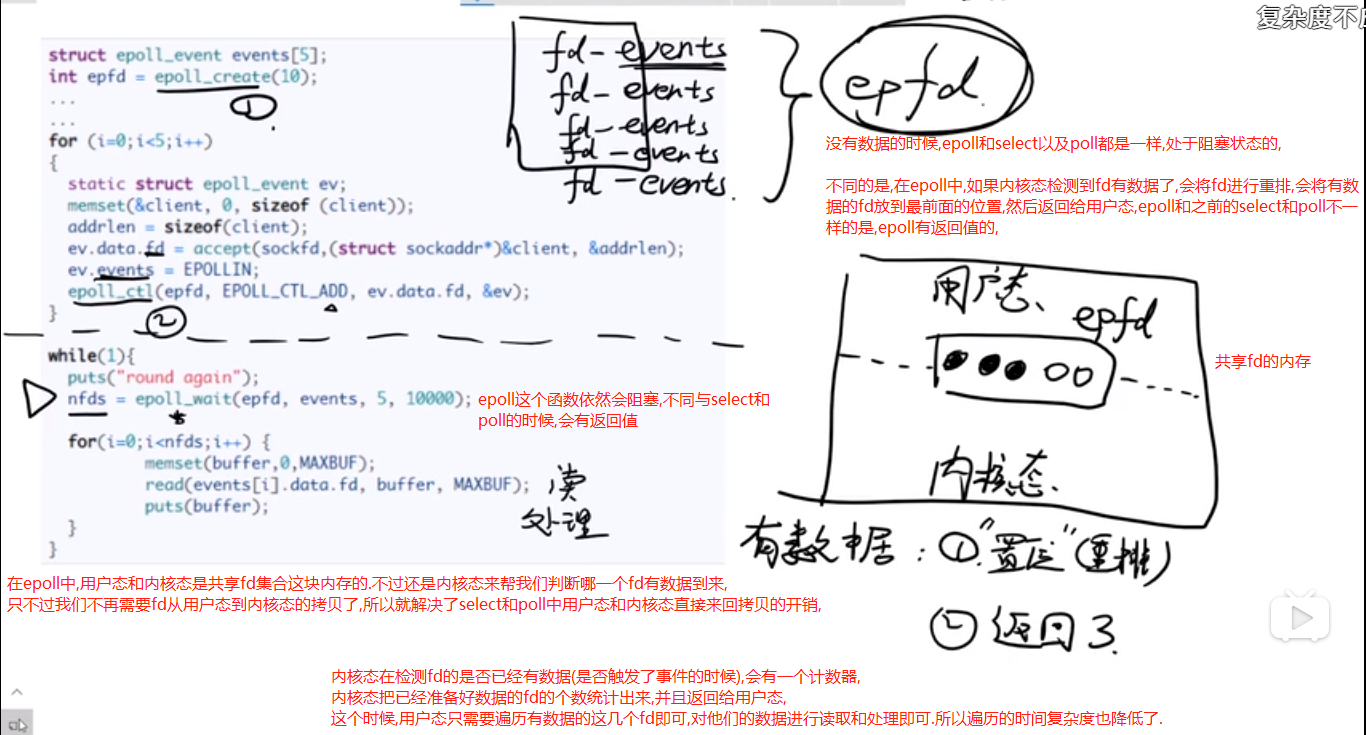 复杂度不
struct epoll_event events[5];
int epfd = epoll_create(10);
...
...
for (i=0;i<5;i++)
{
static struct epoll_event ev;
memset(&client, 0, sizeof (client));
addrlen = sizeof(client);
ev.data.fd = accept(sockfd,(struct sockaddr*)&client, &addrlen);
ev.events = EPOLLIN;
epoll_ctl(epfd, EPOLL_CTL_ADD, ev.data.fd, &ev);
}
①
②
while(1){
puts("round again");
nfds = epoll_wait(epfd, events, 5, 10000);
for(i=0;i<nfds;i++) {
memset(buffer,0,MAXBUF);
read(events[i].data.fd, buffer, MAXBUF);
puts(buffer);
}
}
读
处理
epoll这个函数依然会阻塞,不同与select和
poll的时候,会有返回值
fd-events
fd-events
fd-events
fd-events
fd-events.
epfd.
没有数据的时候,epoll和select以及poll都是一样,处于阻塞状态的,
不同的是,在epoll中,如果内核态检测到fd有数据了,会将fd进行重排,会将有数
据的fd放到最前面的位置,然后返回给用户态,epoll和之前的select和poll不一
样的是,epoll有返回值的,
用户态、
epfd
共享fd的内存
内核态.
有数据:①."置位"(重排)
② 返回3.
在epoll中,用户态和内核态是共享fd集合这块内存的.不过还是内核态来帮我们判断哪一个fd有数据到来,
只不过我们不再需要fd从用户态到内核态的拷贝了,所以就解决了select和poll中用户态和内核态直接来回拷贝的开销,
内核态在检测fd的是否已经有数据(是否触发了事件的时候),会有一个计数器,
内核态把已经准备好数据的fd的个数统计出来,并且返回给用户态,
这个时候,用户态只需要遍历有数据的这几个fd即可,对他们的数据进行读取和处理即可.所以遍历的时间复杂度也降低了.